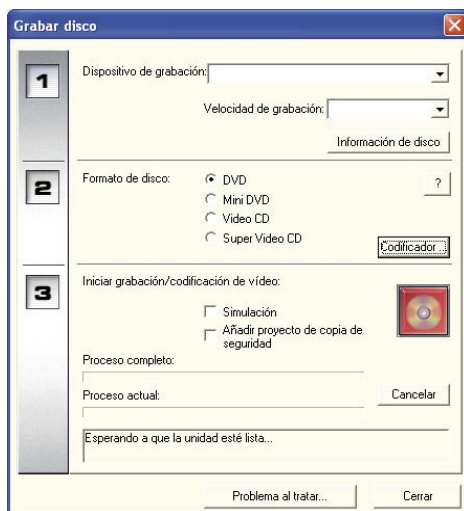 Grabar disco
1
Dispositivo de grabación:
Velocidad de grabación:
Información de disco
2
Formato de disco:
DVD
?
Mini DVD
Video CD
Super Video CD
Codificador ...
3
Iniciar grabación/codificación de vídeo:
Simulación
Añadir proyecto de copia de
seguridad
Proceso completo:
Proceso actual:
Cancelar
Esperando a que la unidad esté lista...
Problema al tratar...
Cerrar